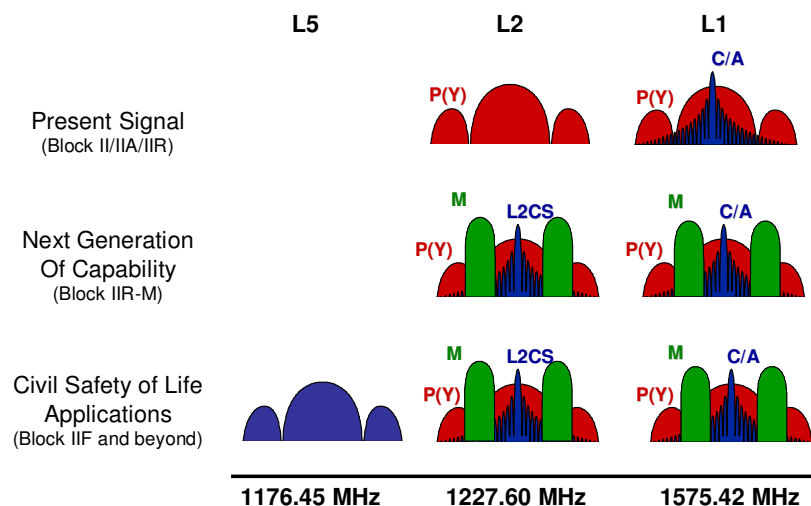 L5 L2 L1
C/A
P(Y) P(Y)
Present Signal
(Block II/IIA/IIR)
M M
L2CS C/A
P(Y) P(Y)
Next Generation
Of Capability
(Block IIR-M)
M M
L2CS C/A
P(Y) P(Y)
Civil Safety of Life
Applications
(Block IIF and beyond)
1176.45 MHz 1227.60 MHz 1575.42 MHz